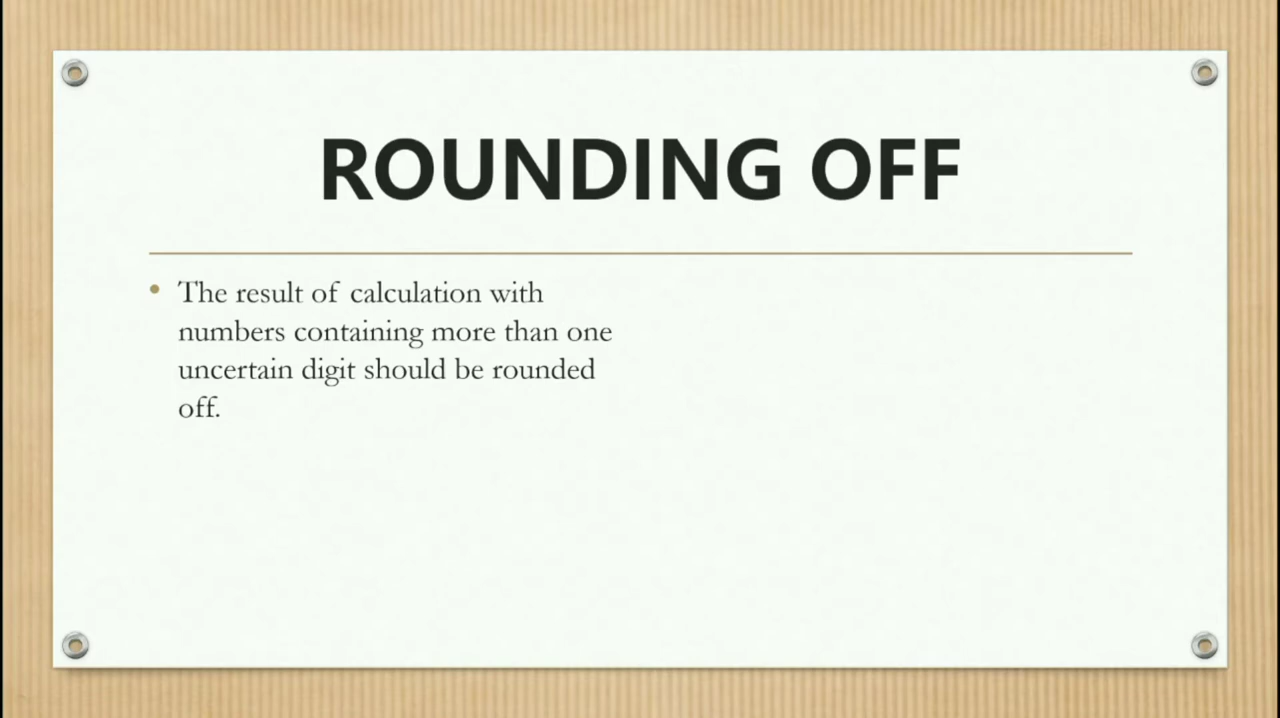 ROUNDING OFF
• The result of calculation with
numbers containing more than one
uncertain digit should be rounded
off.